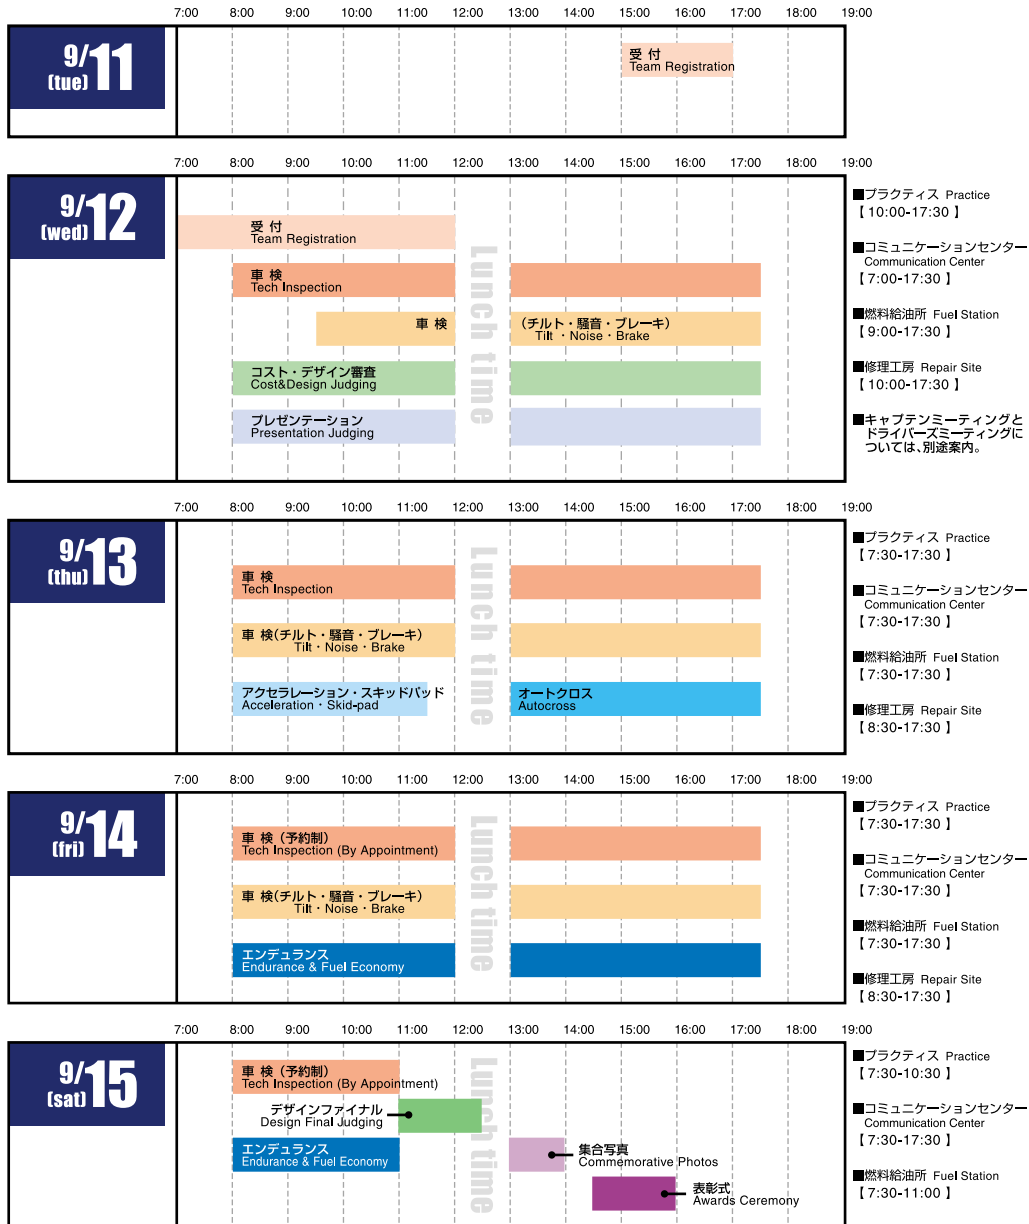 7:00 8:00 9:00 10:00 11:00 12:00 13:00 14:00 15:00 16:00 17:00 18:00 19:00
9/11
(tue)
受 付
Team Registration
7:00 8:00 9:00 10:00 11:00 12:00 13:00 14:00 15:00 16:00 17:00 18:00 19:00
9/12
(wed)
受 付
Team Registration
車 検
Tech Inspection
車 検 (チルト・騒音・ブレーキ)
Tilt ・Noise・Brake
コスト・デザイン審査
Cost&Design Judging
プレゼンテーション
Presentation Judging
Lunch time
■プラクティス Practice
【 10:00-17:30 】
■コミュニケーションセンター
Communication Center
【 7:00-17:30 】
■燃料給油所 Fuel Station
【 9:00-17:30 】
■修理工房 Repair Site
【 10:00-17:30 】
■キャプテンミーティングと
ドライバーズミーティングに
ついては、別途案内。
7:00 8:00 9:00 10:00 11:00 12:00 13:00 14:00 15:00 16:00 17:00 18:00 19:00
9/13
(thu)
車 検
Tech Inspection
車 検(チルト・騒音・ブレーキ)
Tilt・Noise・Brake
アクセラレーション・スキッドパッド
Acceleration・Skid-pad
Lunch time
オートクロス
Autocross
■プラクティス Practice
【 7:30-17:30 】
■コミュニケーションセンター
Communication Center
【 7:30-17:30 】
■燃料給油所 Fuel Station
【 7:30-17:30 】
■修理工房 Repair Site
【 8:30-17:30 】
7:00 8:00 9:00 10:00 11:00 12:00 13:00 14:00 15:00 16:00 17:00 18:00 19:00
9/14
(fri)
車 検 (予約制)
Tech Inspection (By Appointment)
車 検(チルト・騒音・ブレーキ)
Tilt・Noise・Brake
エンデュランス
Endurance & Fuel Economy
Lunch time
■プラクティス Practice
【 7:30-17:30 】
■コミュニケーションセンター
Communication Center
【 7:30-17:30 】
■燃料給油所 Fuel Station
【 7:30-17:30 】
■修理工房 Repair Site
【 8:30-17:30 】
7:00 8:00 9:00 10:00 11:00 12:00 13:00 14:00 15:00 16:00 17:00 18:00 19:00
9/15
(sat)
車 検 (予約制)
Tech Inspection (By Appointment)
デザインファイナル
Design Final Judging
エンデュランス
Endurance & Fuel Economy
Lunch time
集合写真
Commemorative Photos
表彰式
Awards Ceremony
■プラクティス Practice
【 7:30-10:30 】
■コミュニケーションセンター
Communication Center
【 7:30-17:30 】
■燃料給油所 Fuel Station
【 7:30-11:00 】